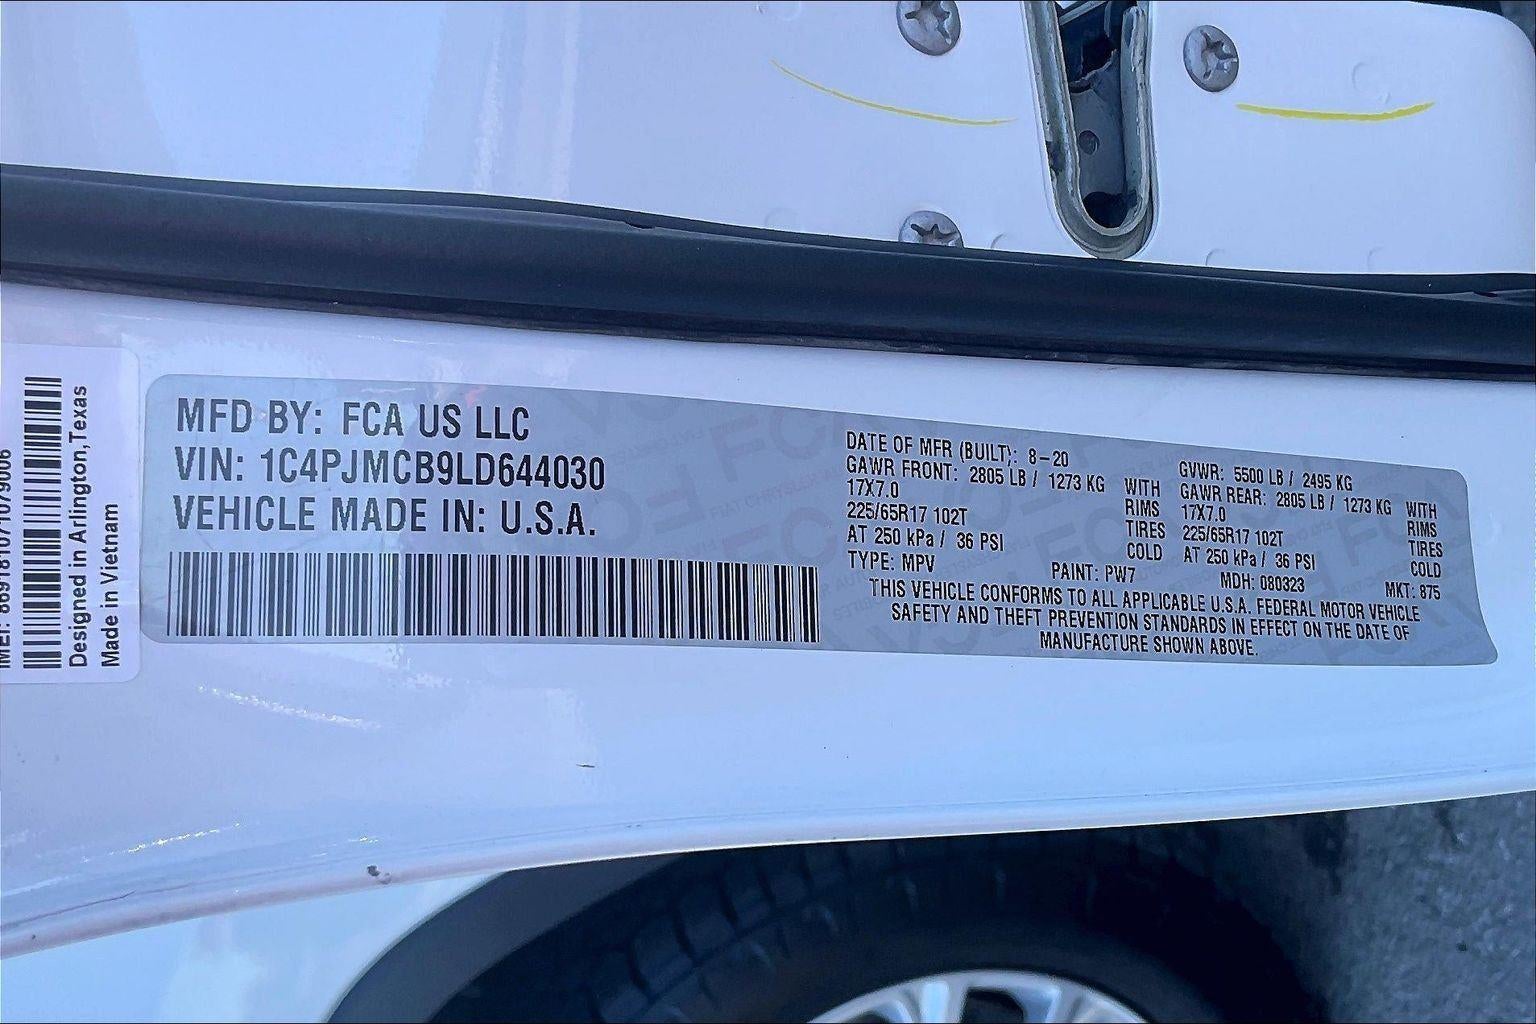 IMEI: 869181071079006
Designed in Arlington,Texas
Made in Vietnam
MFD BY: FCA US LLC
VIN: 1C4PJMCB9LD644030
VEHICLE MADE IN: U.S.A.
DATE OF MFR (BUILT): 8-20
GAWR FRONT: 2805 LB / 1273 KG WITH
17X7.0 RIMS
225/65R17 102T TIRES
AT 250 kPa / 36 PSI COLD
TYPE: MPV
GVWR: 5500 LB / 2495 KG
GAWR REAR: 2805 LB / 1273 KG WITH
17X7.0 RIMS
225/65R17 102T TIRES
AT 250 kPa / 36 PSI COLD
PAINT: PW7 MDH: 080323 MKT: 875
THIS VEHICLE CONFORMS TO ALL APPLICABLE U.S.A. FEDERAL MOTOR VEHICLE
SAFETY AND THEFT PREVENTION STANDARDS IN EFFECT ON THE DATE OF
MANUFACTURE SHOWN ABOVE.